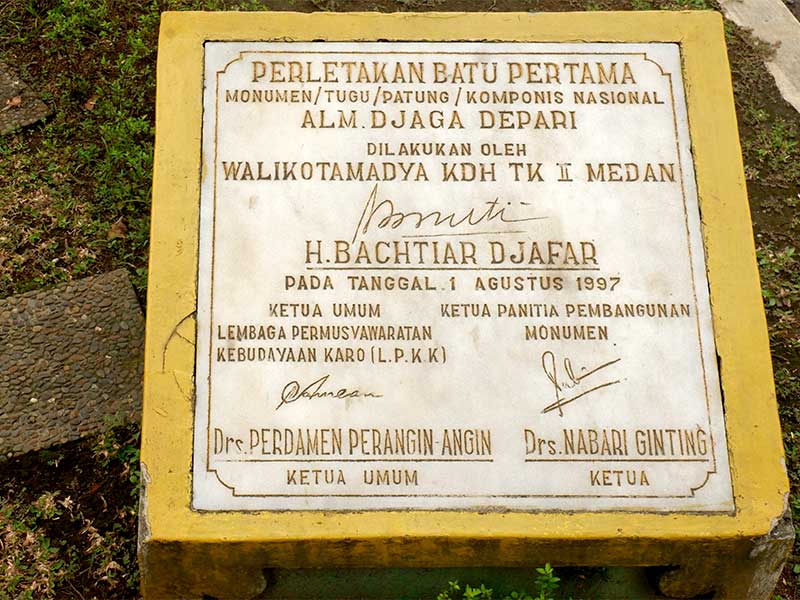 PERLETAKAN BATU PERTAMA
MONUMEN/TUGU/PATUNG/KOMPONIS NASIONAL
ALM. DJAGA DEPARI
DILAKUKAN OLEH
WALIKOTAMADYA KDH TK II MEDAN
H. BACHTIAR DJAFAR
PADA TANGGAL. 1 AGUSTUS 1997
KETUA UMUM
LEMBAGA PERMUSYAWARATAN
KEBUDAYAAN KARO (L.P.K.K)
Drs. PERDAMEN PERANGIN-ANGIN
KETUA UMUM
KETUA PANITIA PEMBANGUNAN
MONUMEN
Drs. NABARI GINTING
KETUA